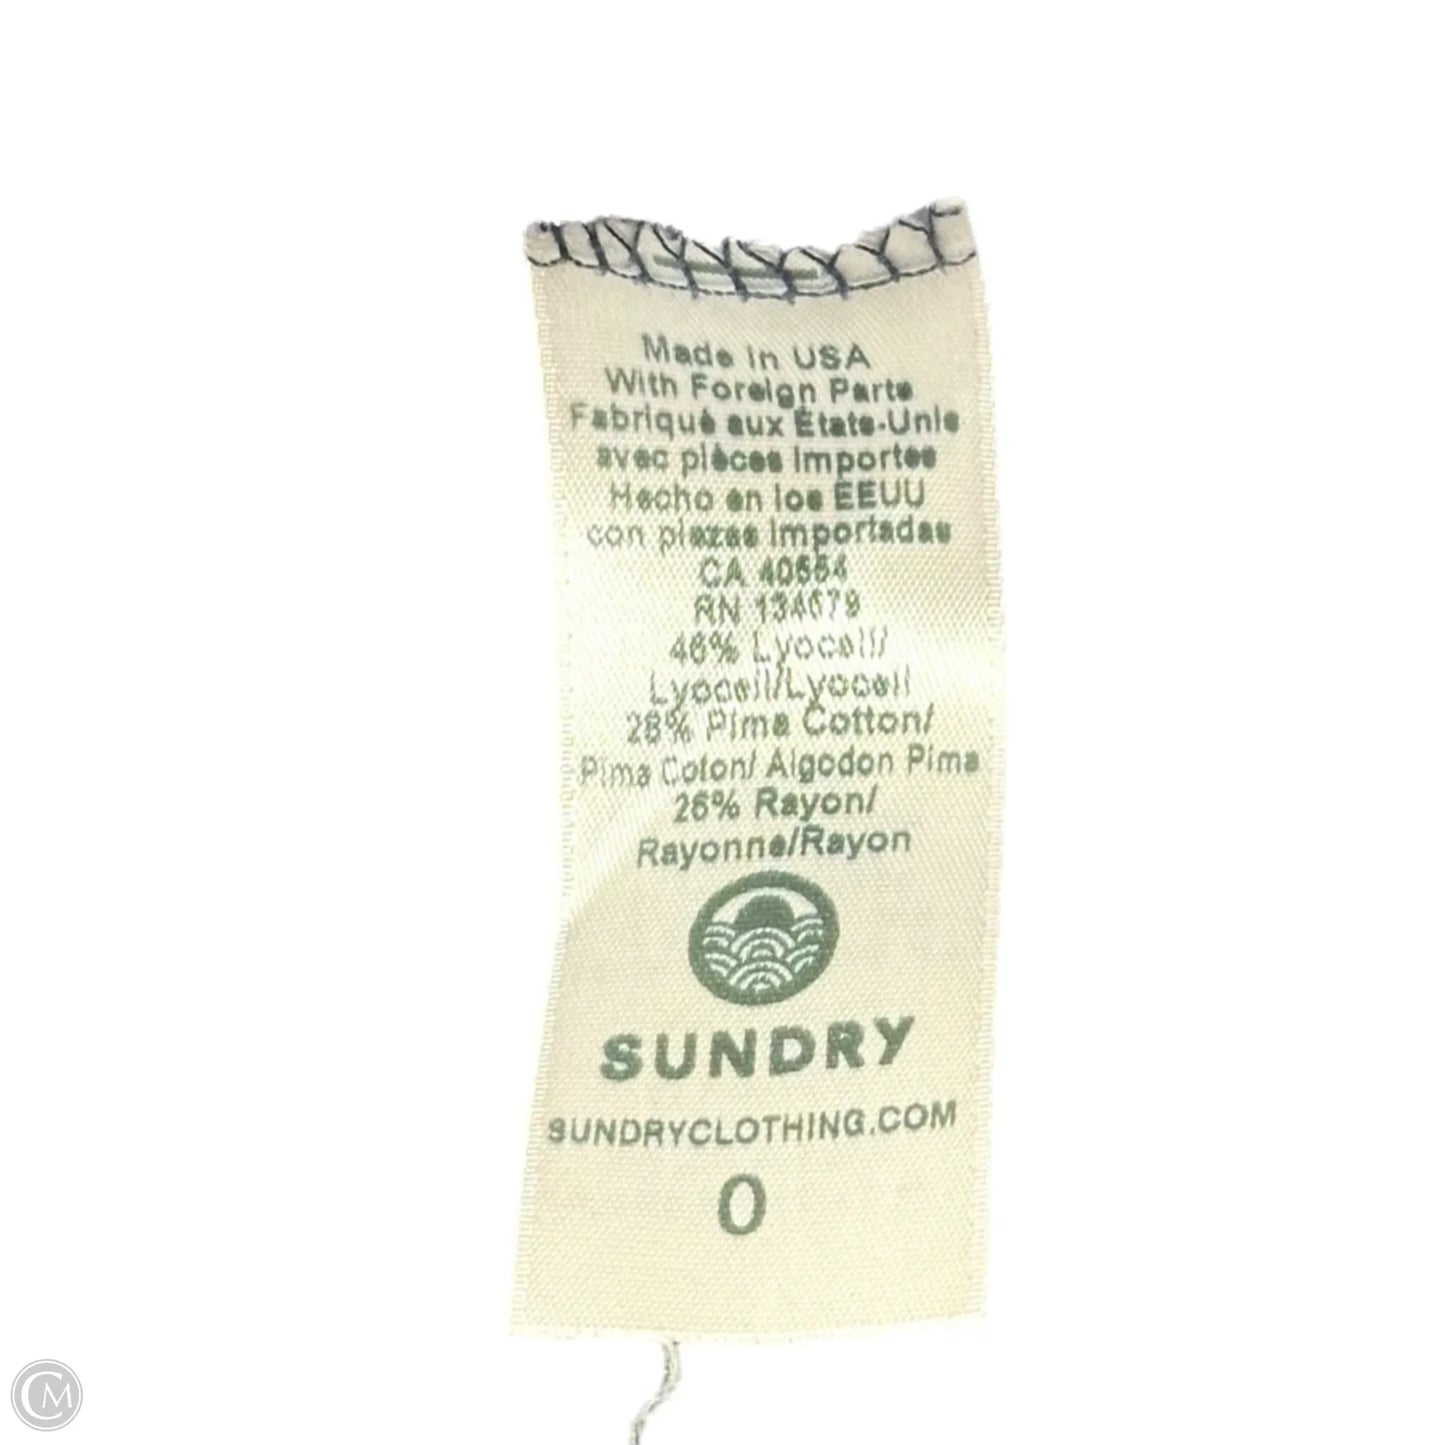 Made in USA
With Foreign Parts
Fabriqué aux États-Unis
avec pièces importes
Hecho en los EEUU
con piezas importadas
CA 40554
RN 134679
46% Lyocell/
Lyocell/Lyocell
28% Pima Cotton/
Pima Coton/ Algodon Pima
26% Rayon/
Rayonne/Rayon
SUNDRY
SUNDRYCLOTHING.COM
0
CM